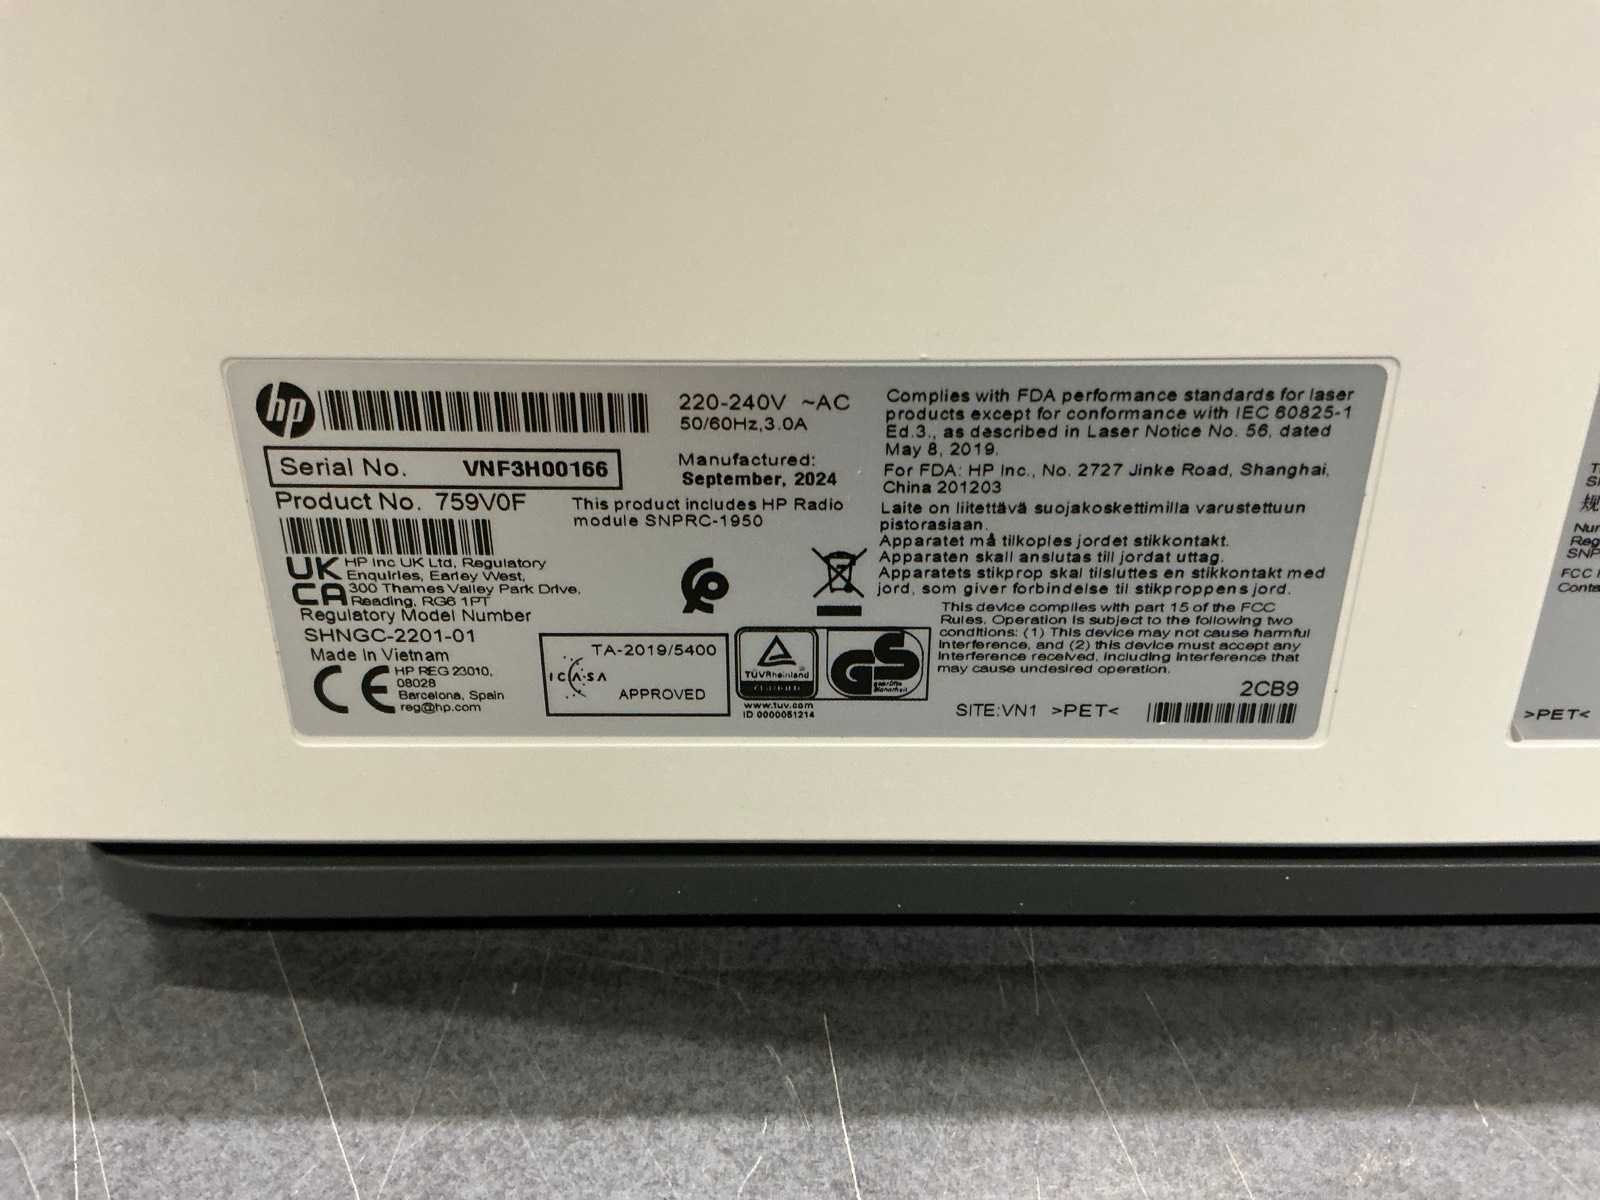 hp
Serial No. VNF3H00166
Product No. 759V0F
220-240V ~AC
50/60Hz,3.0A
Manufactured:
September, 2024
This product includes HP Radio
module SNPRC-1950
UK
CA
HP Inc UK Ltd, Regulatory
Enquiries, Earley West,
300 Thames Valley Park Drive,
Reading, RG6 1PT
Regulatory Model Number
SHNGC-2201-01
Made In Vietnam
CE
HP REG 23010,
08028
Barcelona, Spain
reg@hp.com
ICASA
TA-2019/5400
APPROVED
TÜVRheinland
CERTIFIED
www.tuv.com
ID 0000051214
GS
geprüfte
Sicherheit
Complies with FDA performance standards for laser
products except for conformance with IEC 60825-1
Ed.3., as described in Laser Notice No. 56, dated
May 8, 2019.
For FDA: HP Inc., No. 2727 Jinke Road, Shanghai,
China 201203
Laite on liitettävä suojakoskettimilla varustettuun
pistorasiaan.
Apparatet må tilkoples jordet stikkontakt.
Apparaten skall anslutas till jordat uttag.
Apparatets stikprop skal tilsluttes en stikkontakt med
jord, som giver forbindelse til stikproppens jord.
This device complies with part 15 of the FCC
Rules. Operation is subject to the following two
conditions: (1) This device may not cause harmful
interference, and (2) this device must accept any
interference received, including interference that
may cause undesired operation.
2CB9
SITE:VN1 >PET<
规
Reg
SNP
FCC
Conta
>PET<